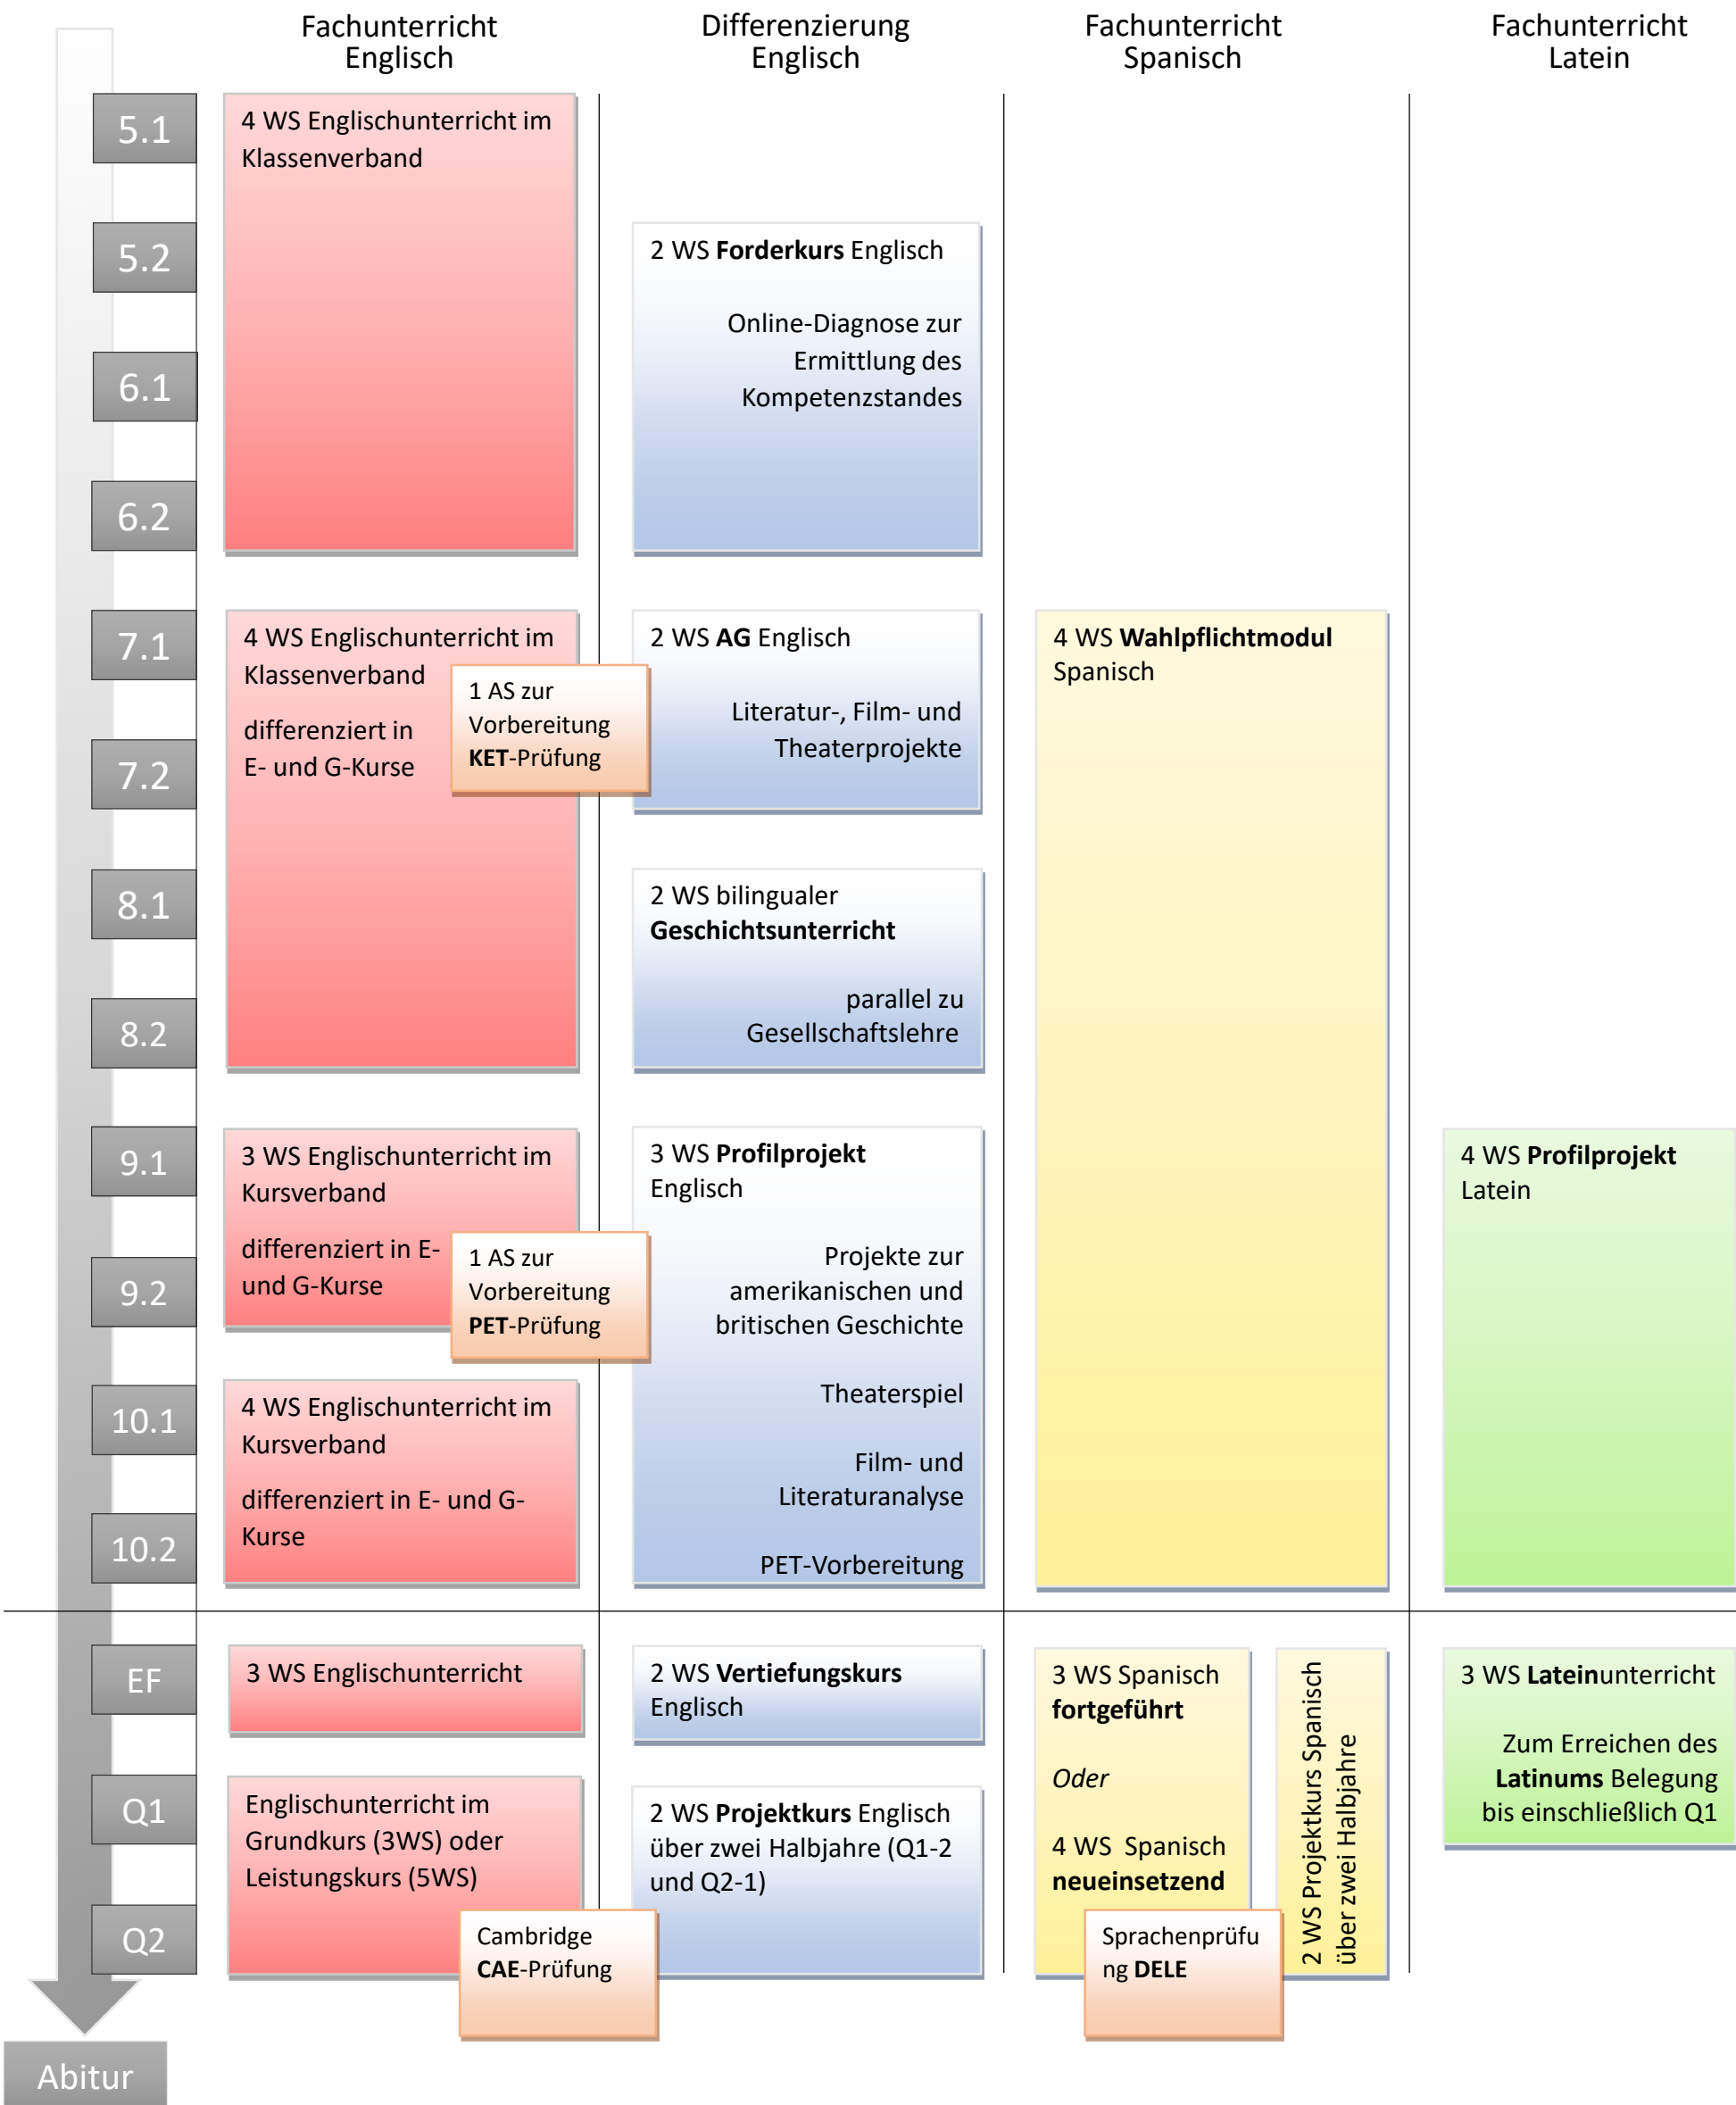 Fachunterricht
Englisch
Differenzierung
Englisch
Fachunterricht
Spanisch
Fachunterricht
Latein
5.1
4 WS Englischunterricht im
Klassenverband
5.2
2 WS Forderkurs Englisch
Online-Diagnose zur
Ermittlung des
Kompetenzstandes
6.1
6.2
7.1
4 WS Englischunterricht im
Klassenverband
differenziert in
E- und G-Kurse
1 AS zur
Vorbereitung
KET-Prüfung
2 WS AG Englisch
Literatur-, Film- und
Theaterprojekte
4 WS Wahlpflichtmodul
Spanisch
7.2
8.1
2 WS bilingualer
Geschichtsunterricht
parallel zu
Gesellschaftslehre
8.2
9.1
3 WS Englischunterricht im
Kursverband
differenziert in E-
und G-Kurse
1 AS zur
Vorbereitung
PET-Prüfung
3 WS Profilprojekt
Englisch
Projekte zur
amerikanischen und
britischen Geschichte
Theaterspiel
Film- und
Literaturanalyse
PET-Vorbereitung
4 WS Profilprojekt
Latein
9.2
10.1
4 WS Englischunterricht im
Kursverband
differenziert in E- und G-
Kurse
10.2
EF
3 WS Englischunterricht
2 WS Vertiefungskurs
Englisch
3 WS Spanisch
fortgeführt
Oder
4 WS  Spanisch
neueinsetzend
2 WS Projektkurs Spanisch
über zwei Halbjahre
3 WS Lateinunterricht
Zum Erreichen des
Latinums Belegung
bis einschließlich Q1
Q1
Englischunterricht im
Grundkurs (3WS) oder
Leistungskurs (5WS)
2 WS Projektkurs Englisch
über zwei Halbjahre (Q1-2
und Q2-1)
Q2
Cambridge
CAE-Prüfung
Sprachenprüfu
ng DELE
Abitur